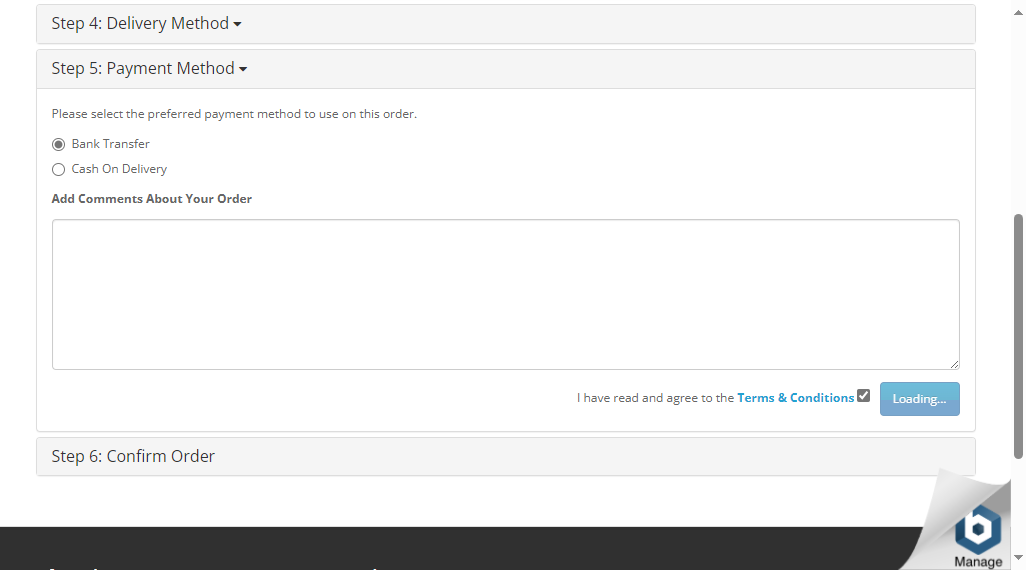 Step 4: Delivery Method
Step 5: Payment Method
Please select the preferred payment method to use on this order.
Bank Transfer
Cash On Delivery
Add Comments About Your Order
I have read and agree to the Terms & Conditions
Loading...
Step 6: Confirm Order
b
Manage